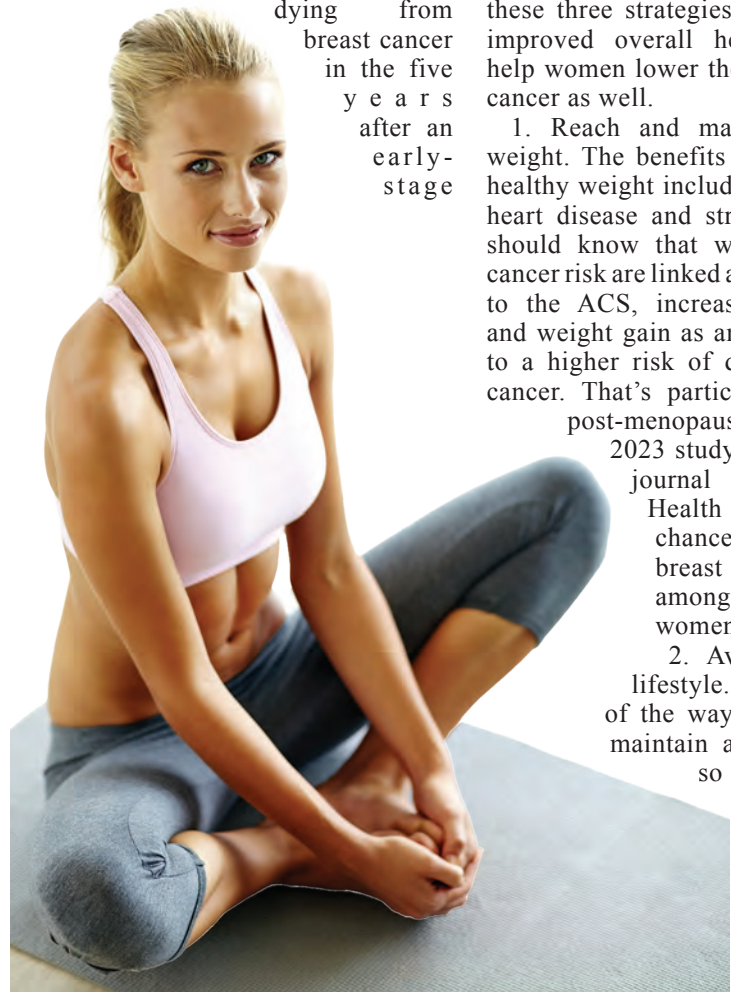 dying from
breast cancer
in the five
years
after an
early-
stage
these three strategies
improved overall he
help women lower the
cancer as well.
1. Reach and ma
weight. The benefits
healthy weight includ
heart disease and str
should know that w
cancer risk are linked a
to the ACS, increas
and weight gain as a
to a higher risk of c
cancer. That’s partic
post-menopaus
2023 study
journal
Health
chance
breast
among
women
2. Av
lifestyle.
of the way
maintain a
so